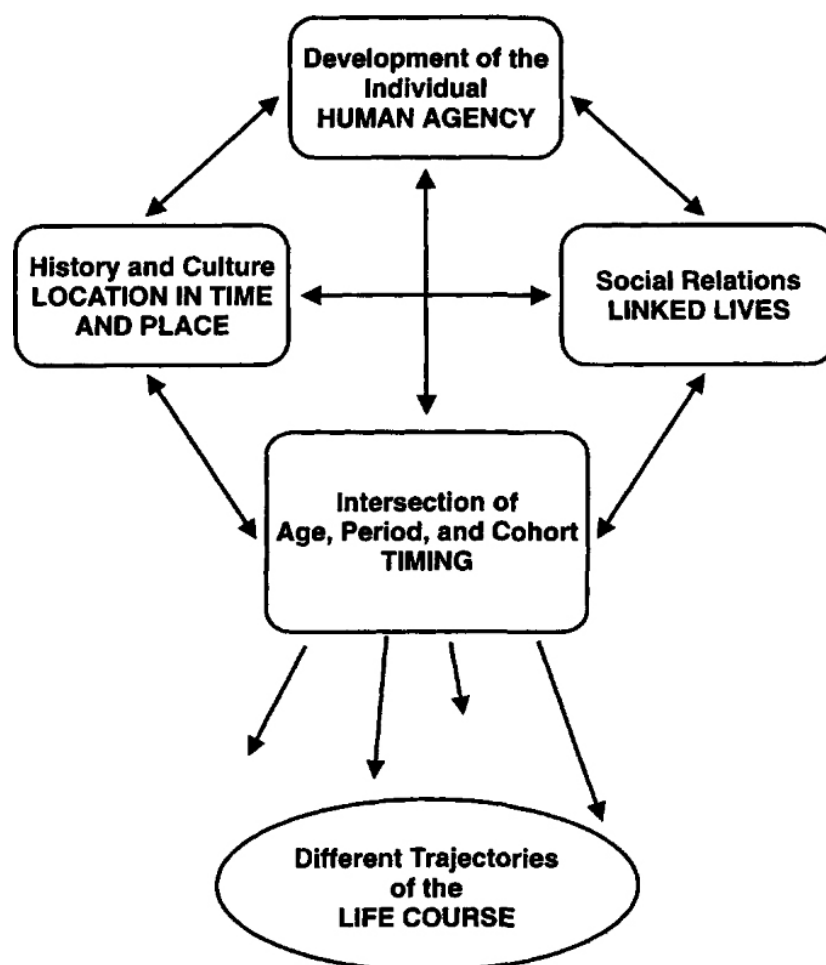 Development of the
Individual
HUMAN AGENCY
History and Culture
LOCATION IN TIME
AND PLACE
Social Relations
LINKED LIVES
Intersection of
Age, Period, and Cohort
TIMING
Different Trajectories
of the
LIFE COURSE